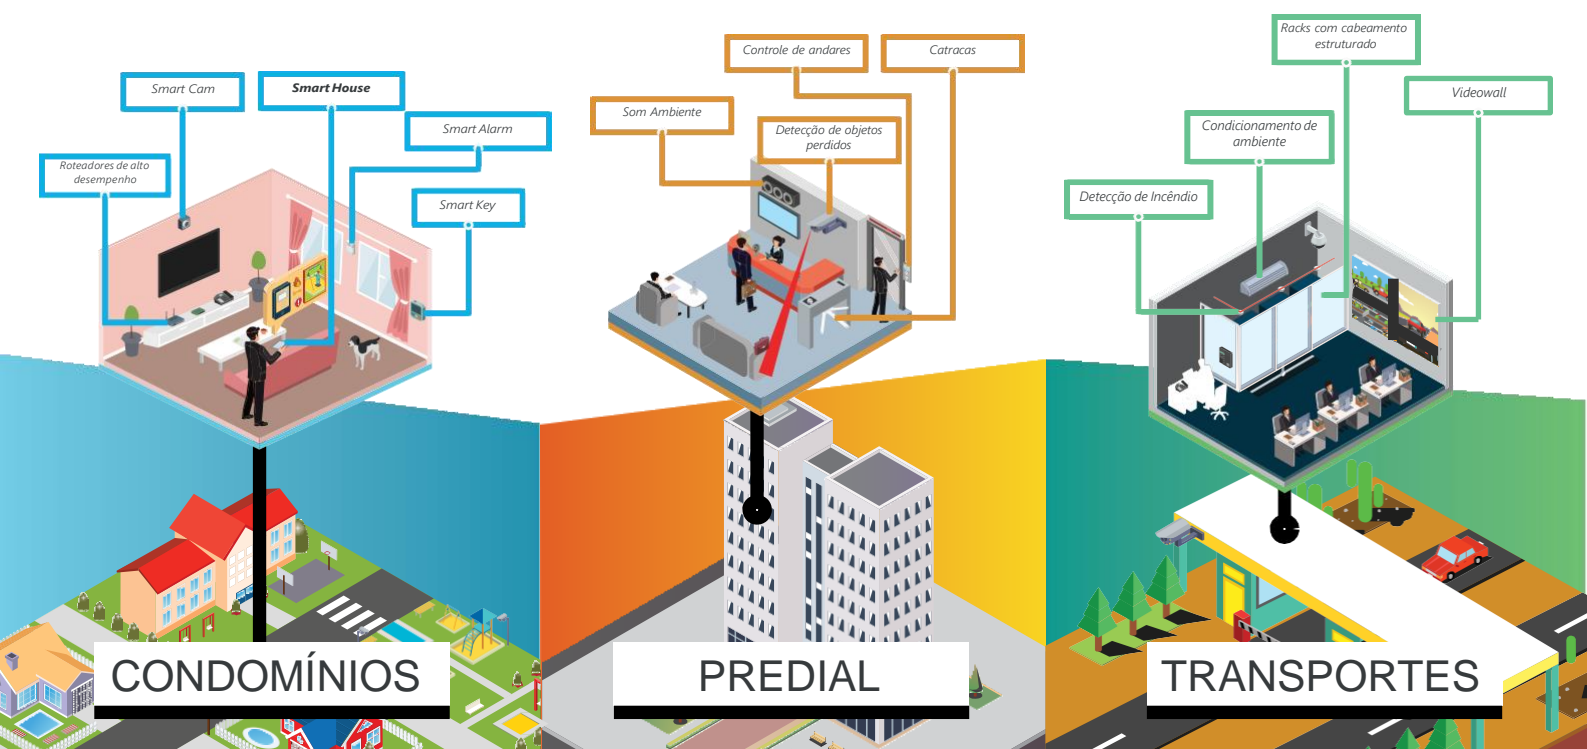 Smart Cam
Smart House
Smart Alarm
Roteadores de alto
desempenho
Smart Key
Controle de andares
Catracas
Som Ambiente
Detecção de objetos
perdidos
Racks com cabeamento
estruturado
Videowall
Condicionamento de
ambiente
Detecção de Incêndio
CONDOMÍNIOS
PREDIAL
TRANSPORTES